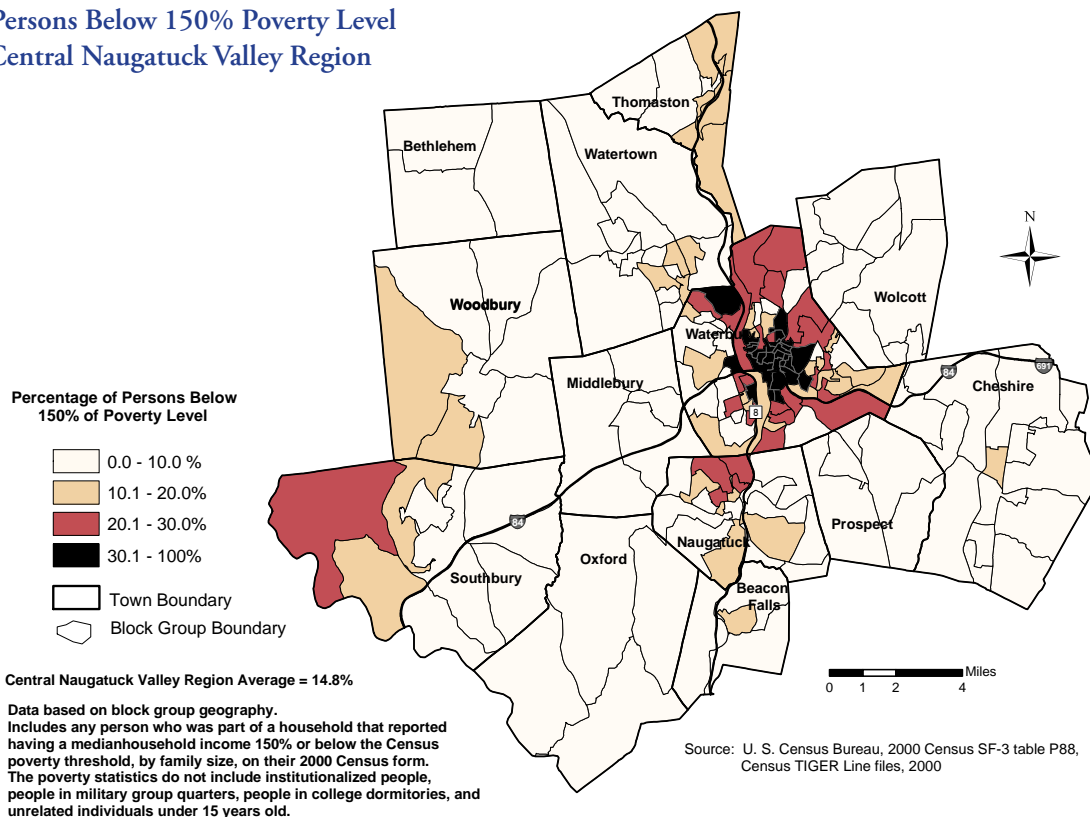 Persons Below 150% Poverty Level
Central Naugatuck Valley Region
Thomaston
Bethlehem
Watertown
N
Woodbury
Wolcott
Middlebury
84
691
Cheshire
8
Percentage of Persons Below
150% of Poverty Level
0.0 - 10.0 %
10.1 - 20.0%
20.1 - 30.0%
30.1 - 100%
Town Boundary
Block Group Boundary
84
Prospect
Naugatuck
Oxford
Southbury
Beacon
Falls
Miles
0 1 2 4
Central Naugatuck Valley Region Average = 14.8%
Data based on block group geography.
Includes any person who was part of a household that reported
having a medianhousehold income 150% or below the Census
poverty threshold, by family size, on their 2000 Census form.
The poverty statistics do not include institutionalized people,
people in military group quarters, people in college dormitories, and
unrelated individuals under 15 years old.
Source: U. S. Census Bureau, 2000 Census SF-3 table P88,
Census TIGER Line files, 2000